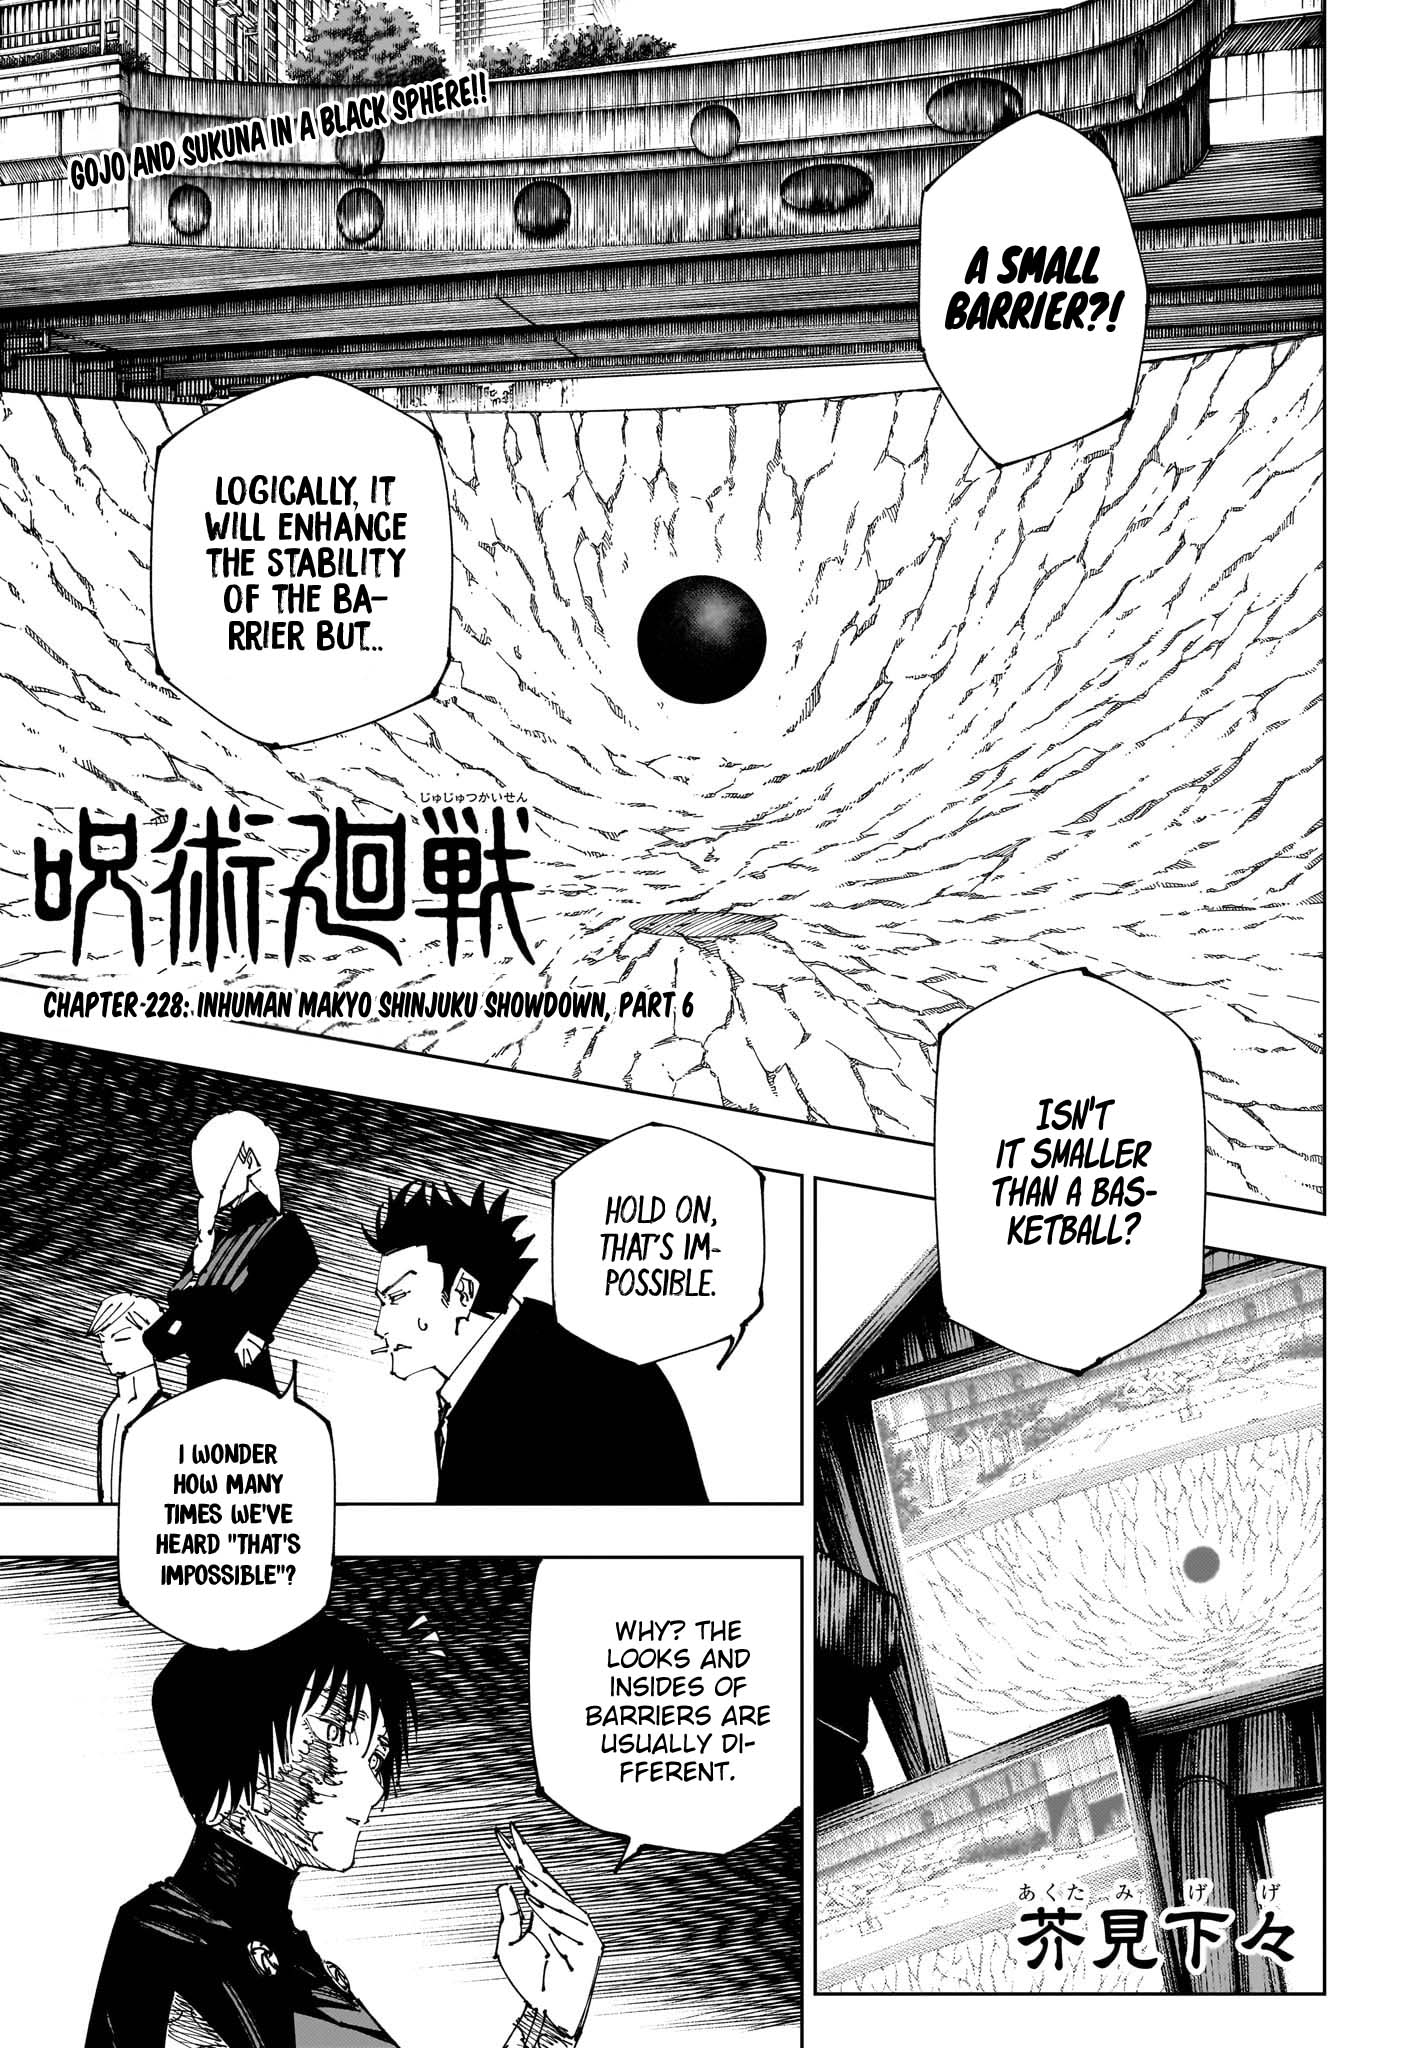 GOJO AND SUKUNA IN A BLACK SPHERE!!
A SMALL
BARRIER?!
LOGICALLY, IT
WILL ENHANCE
THE STABILITY
OF THE BA-
RRIER BUT...
じゅじゅつかいせん
呪術廻戦
CHAPTER-228: INHUMAN MAKYO SHINJUKU SHOWDOWN, PART 6
ISN'T
IT SMALLER
THAN A BAS-
KETBALL?
HOLD ON,
THAT'S IM-
POSSIBLE.
I WONDER
HOW MANY
TIMES WE'VE
HEARD "THAT'S
IMPOSSIBLE"?
WHY? THE
LOOKS AND
INSIDES OF
BARRIERS ARE
USUALLY DI-
FFERENT.
あくたみげげ
芥見下々